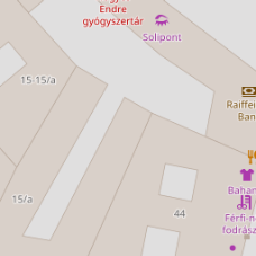 Endre
gyógyszertár
Solipont
15-15/a
Raiffei
Ban
Bahan
15/a
44
Férfi-n
fodrász